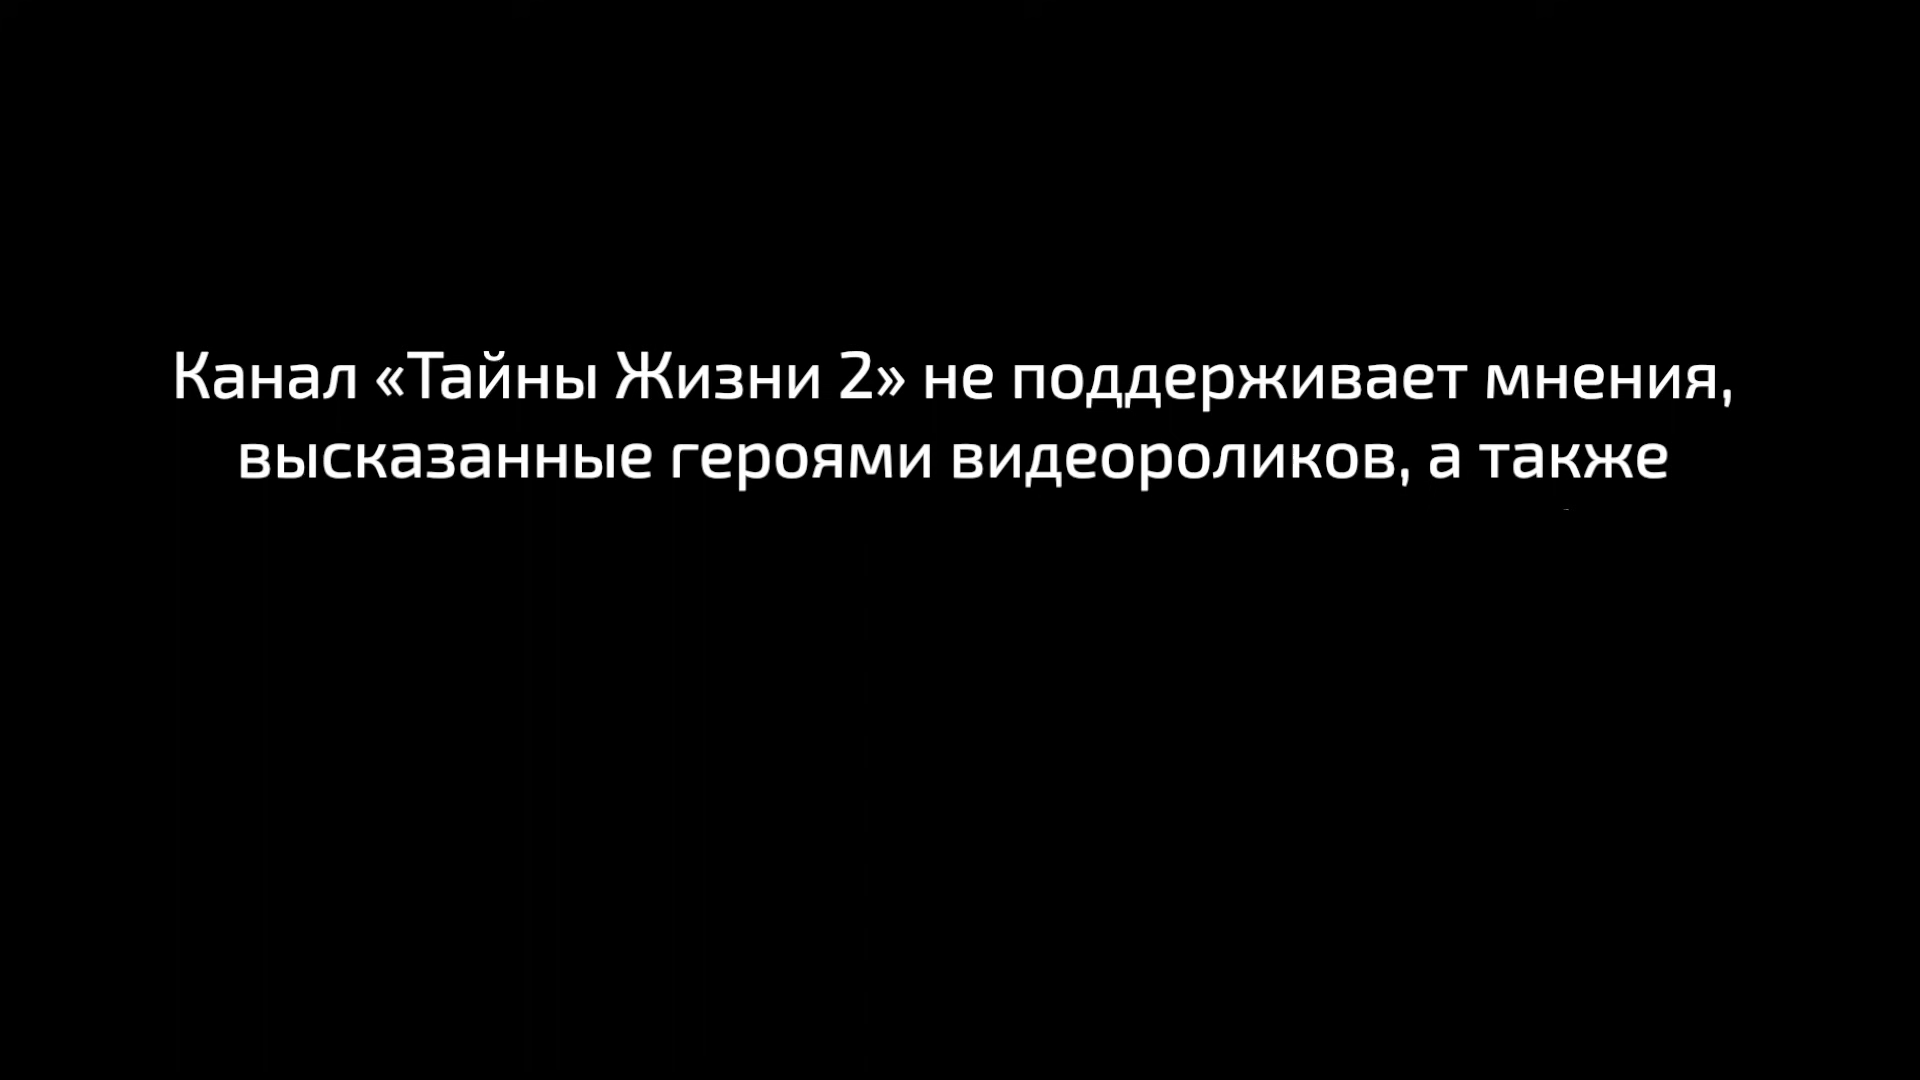 Канал «Тайны Жизни 2» не поддерживает мнения,
высказанные героями видеороликов, а также